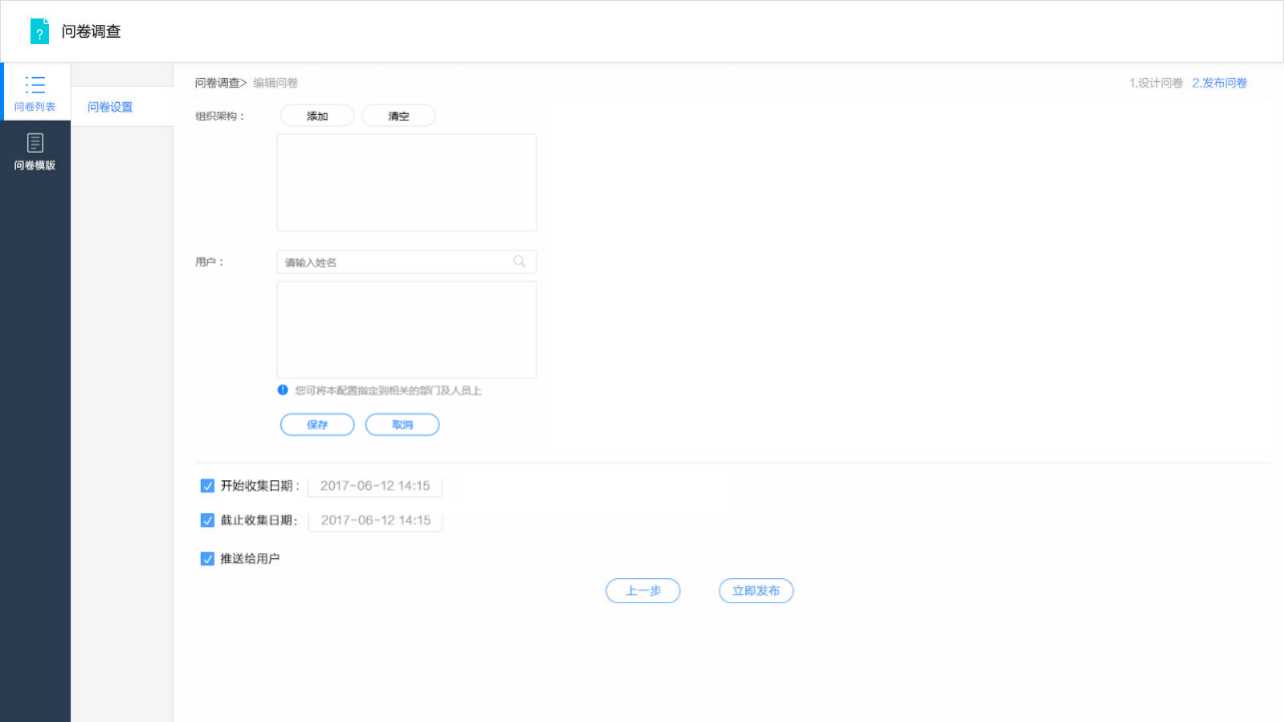 ?
问卷调查
问卷列表
问卷模版
问卷设置
问卷调查> 编辑问卷
1.设计问卷 2.发布问卷
组织架构： 添加 清空
用户： 请输入姓名
您可将本配置指定到相关的部门及人员上
保存 取消
开始收集日期： 2017-06-12 14:15
截止收集日期： 2017-06-12 14:15
推送给用户
上一步 立即发布